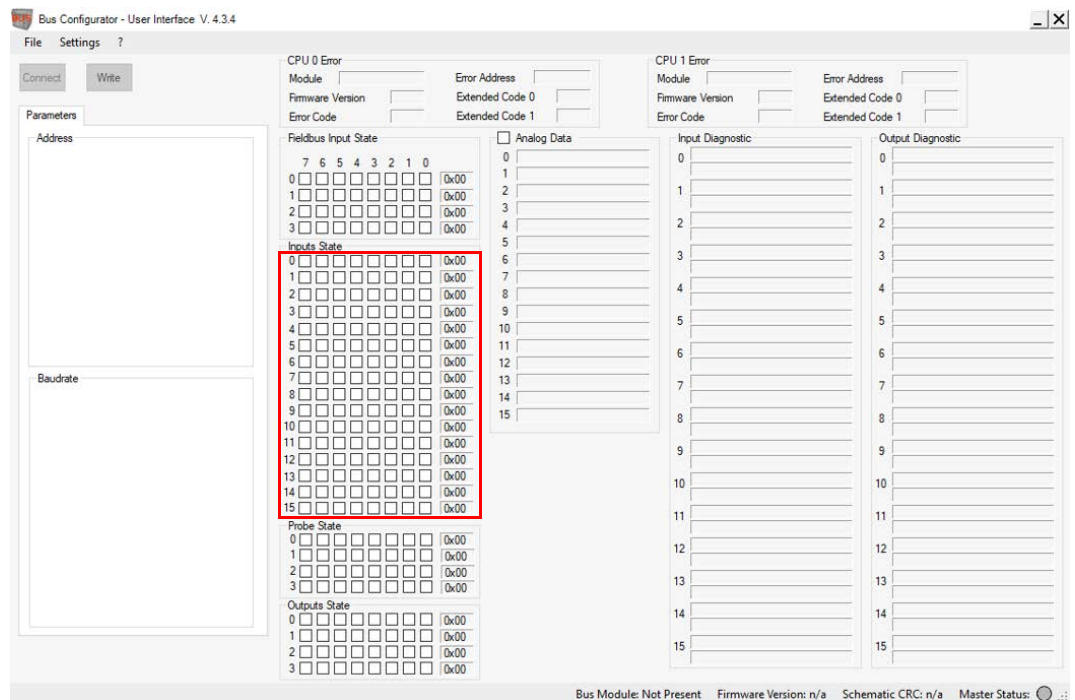 Bus Configurator - User Interface V. 4.3.4
File Settings ?
Connect Write
Parameters
Address
Baudrate
CPU 0 Error
Module Error Address
Firmware Version Extended Code 0
Error Code Extended Code 1
CPU 1 Error
Module Error Address
Firmware Version Extended Code 0
Error Code Extended Code 1
Fieldbus Input State
7 6 5 4 3 2 1 0
0 0x00
1 0x00
2 0x00
3 0x00
Inputs State
0 0x00
1 0x00
2 0x00
3 0x00
4 0x00
5 0x00
6 0x00
7 0x00
8 0x00
9 0x00
10 0x00
11 0x00
12 0x00
13 0x00
14 0x00
15 0x00
Probe State
0 0x00
1 0x00
2 0x00
3 0x00
Outputs State
0 0x00
1 0x00
2 0x00
3 0x00
Analog Data
0
1
2
3
4
5
6
7
8
9
10
11
12
13
14
15
Input Diagnostic
0
1
2
3
4
5
6
7
8
9
10
11
12
13
14
15
Output Diagnostic
0
1
2
3
4
5
6
7
8
9
10
11
12
13
14
15
Bus Module: Not Present Firmware Version: n/a Schematic CRC: n/a Master Status: